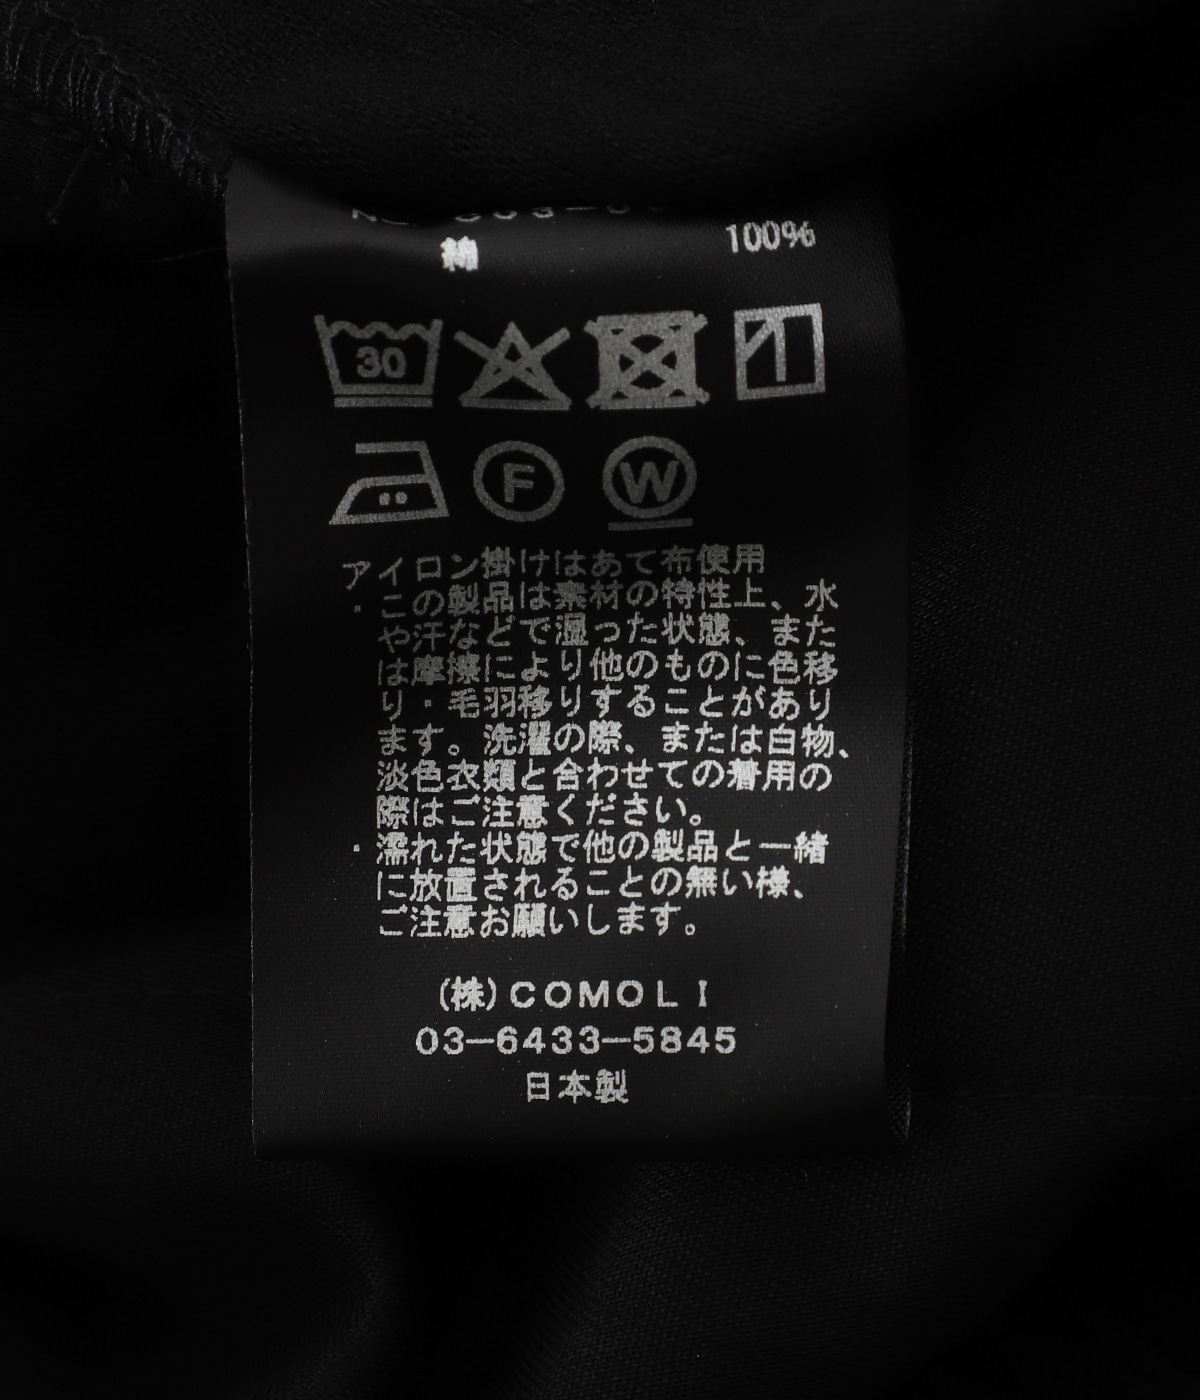 綿 100%
30
F W
アイロン掛けはあて布使用
・この製品は素材の特性上、水
や汗などで湿った状態、また
は摩擦により他のものに色移
り・毛羽移りすることがあり
ます。洗濯の際、または白物、
淡色衣類と合わせての着用の
際はご注意ください。
・濡れた状態で他の製品と一緒
に放置されることの無い様、
ご注意お願いします。
(株)COMOLI
03-6433-5845
日本製